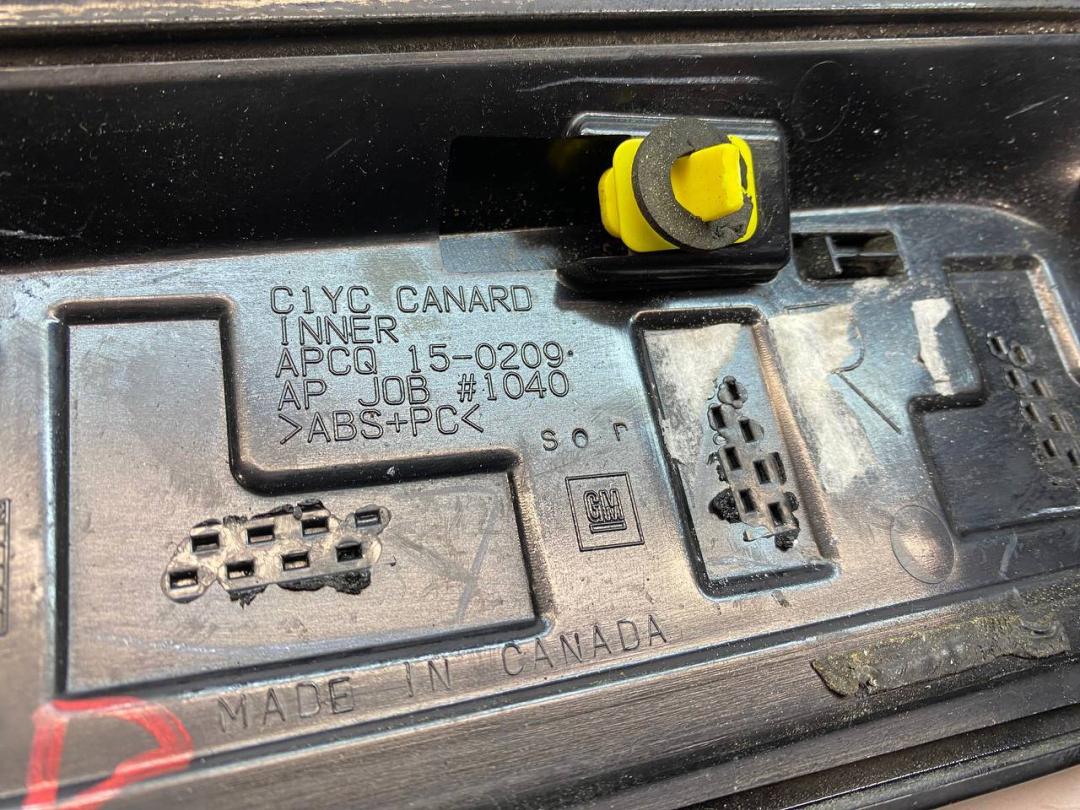 C1YC CANARD
INNER
APCQ 15-0209
AP JOB #1040
>ABS+PC<
GM
MADE IN CANADA